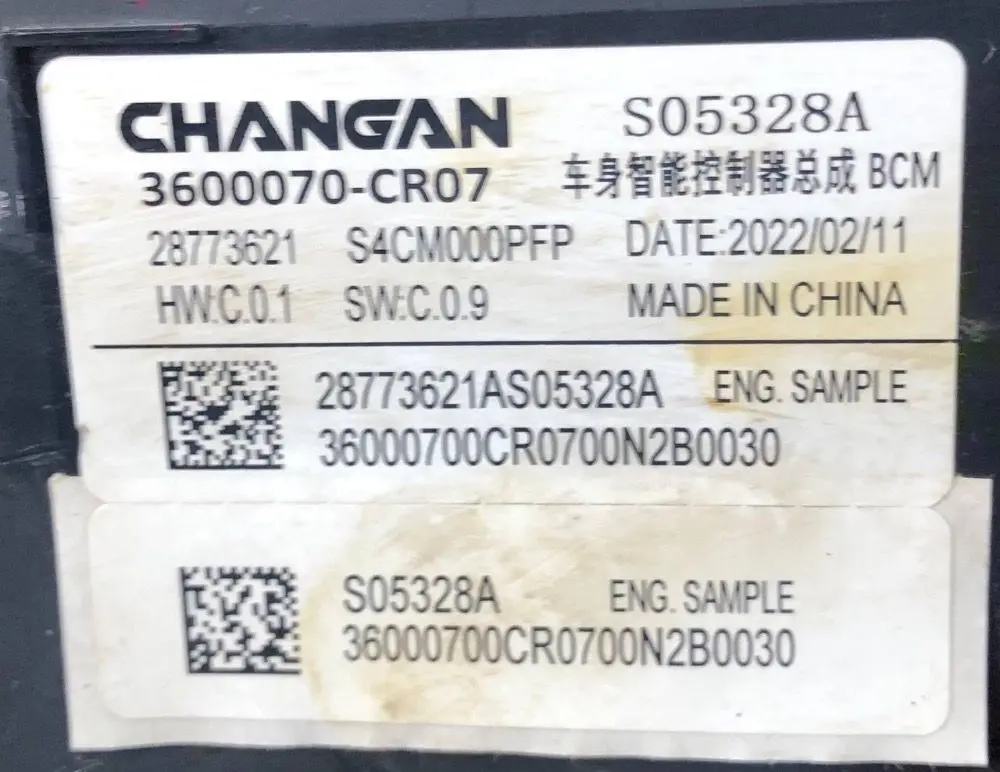 CHANGAN S05328A
3600070-CR07 车身智能控制器总成 BCM
28773621 S4CM000PFP DATE:2022/02/11
HW:C.0.1 SW:C.0.9 MADE IN CHINA
28773621AS05328A ENG. SAMPLE
36000700CR0700N2B0030
S05328A ENG. SAMPLE
36000700CR0700N2B0030